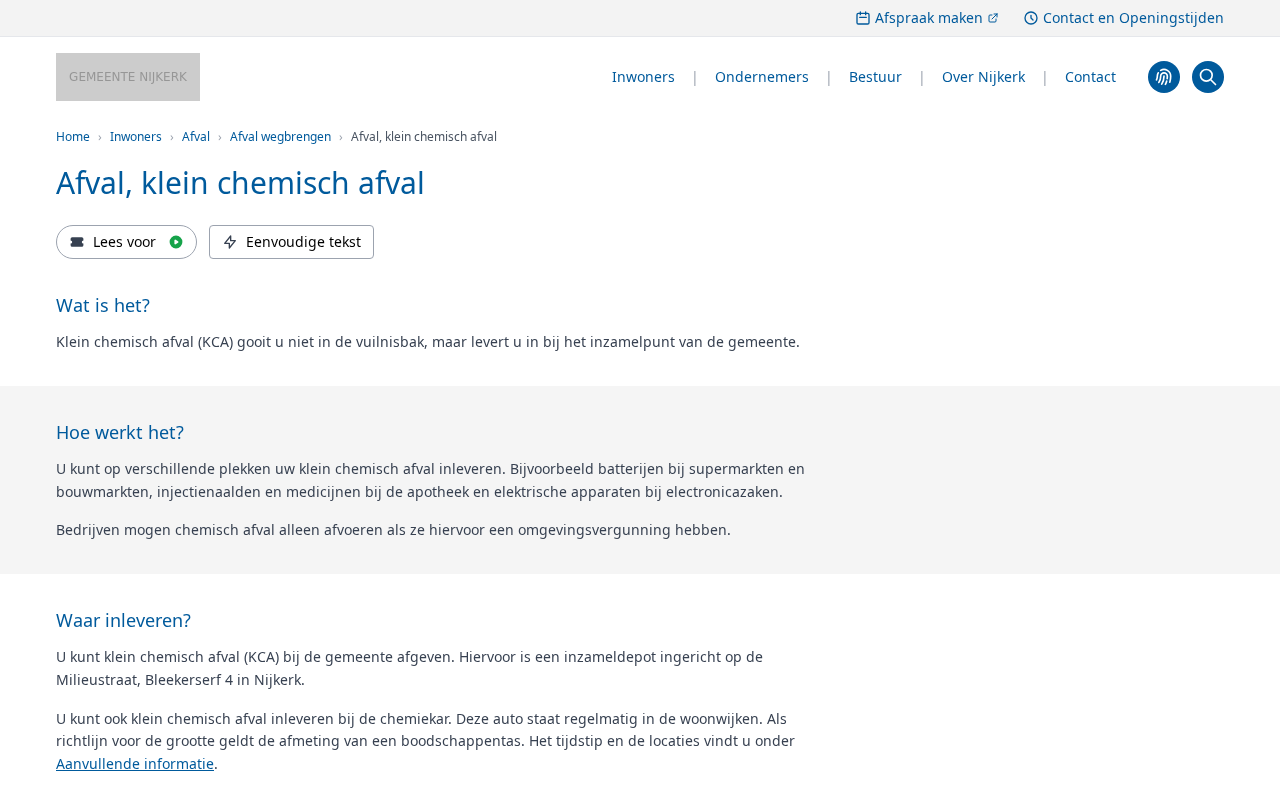 Afspraak maken
Contact en Openingstijden
GEMEENTE NIJKERK
Inwoners | Ondernemers | Bestuur | Over Nijkerk | Contact
Home › Inwoners › Afval › Afval wegbrengen › Afval, klein chemisch afval
Afval, klein chemisch afval
Lees voor
Eenvoudige tekst
Wat is het?
Klein chemisch afval (KCA) gooit u niet in de vuilnisbak, maar levert u in bij het inzamelpunt van de gemeente.
Hoe werkt het?
U kunt op verschillende plekken uw klein chemisch afval inleveren. Bijvoorbeeld batterijen bij supermarkten en
bouwmarkten, injectienaalden en medicijnen bij de apotheek en elektrische apparaten bij electronicazaken.
Bedrijven mogen chemisch afval alleen afvoeren als ze hiervoor een omgevingsvergunning hebben.
Waar inleveren?
U kunt klein chemisch afval (KCA) bij de gemeente afgeven. Hiervoor is een inzameldepot ingericht op de
Milieustraat, Bleekerserf 4 in Nijkerk.
U kunt ook klein chemisch afval inleveren bij de chemiekar. Deze auto staat regelmatig in de woonwijken. Als
richtlijn voor de grootte geldt de afmeting van een boodschappentas. Het tijdstip en de locaties vindt u onder
Aanvullende informatie.